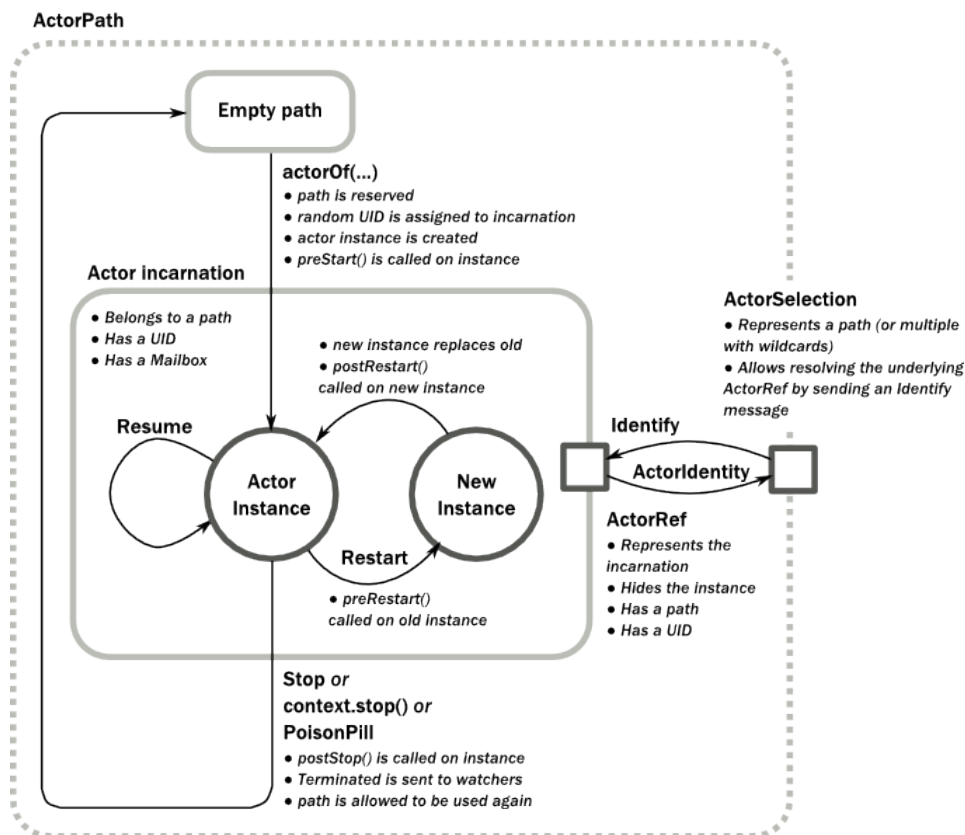 ActorPath
Empty path
actorOf(...)
● path is reserved
● random UID is assigned to incarnation
● actor instance is created
● preStart() is called on instance
Actor incarnation
● Belongs to a path
● Has a UID
● Has a Mailbox
● new instance replaces old
● postRestart()
called on new instance
Resume
Actor
Instance
New
Instance
Restart
● preRestart()
called on old instance
ActorSelection
● Represents a path (or multiple
with wildcards)
● Allows resolving the underlying
ActorRef by sending an Identify
message
Identify
ActorIdentity
ActorRef
● Represents the
incarnation
● Hides the instance
● Has a path
● Has a UID
Stop or
context.stop() or
PoisonPill
● postStop() is called on instance
● Terminated is sent to watchers
● path is allowed to be used again